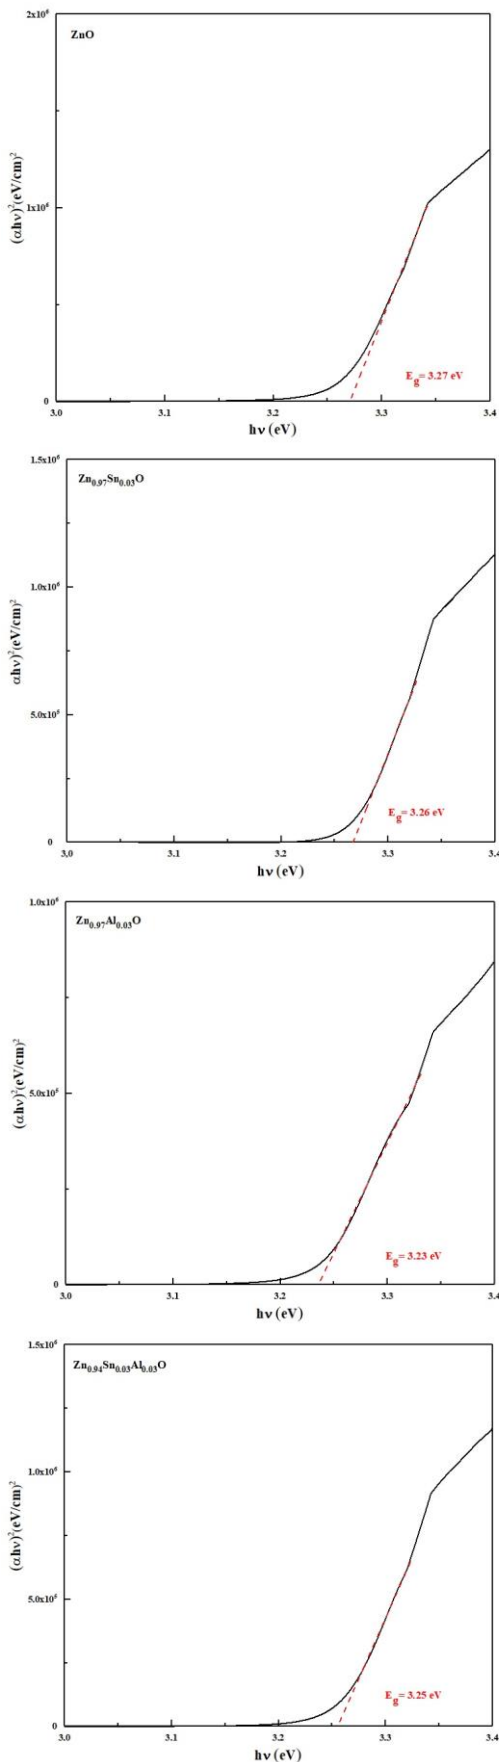 2x10⁶
ZnO
1x10⁶
(αhν)²(eV/cm)²
E_g= 3.27 eV
0
3.0 3.1 3.2 3.3 3.4
hν (eV)
1.5x10⁶
Zn₀.₉₇Sn₀.₀₃O
1.0x10⁶
αhν)²(eV/cm)²
5.0x10⁵
E_g= 3.26 eV
0
3.0 3.1 3.2 3.3 3.4
hν (eV)
1.0x10⁶
Zn₀.₉₇Al₀.₀₃O
(αhν)²(eV/cm)²
5.0x10⁵
E_g= 3.23 eV
0
3.0 3.1 3.2 3.3 3.4
hν (eV)
1.5x10⁶
Zn₀.₉₄Sn₀.₀₃Al₀.₀₃O
1.0x10⁶
(αhν)²(eV/cm)²
5.0x10⁵
E_g= 3.25 eV
0
3.0 3.1 3.2 3.3 3.4